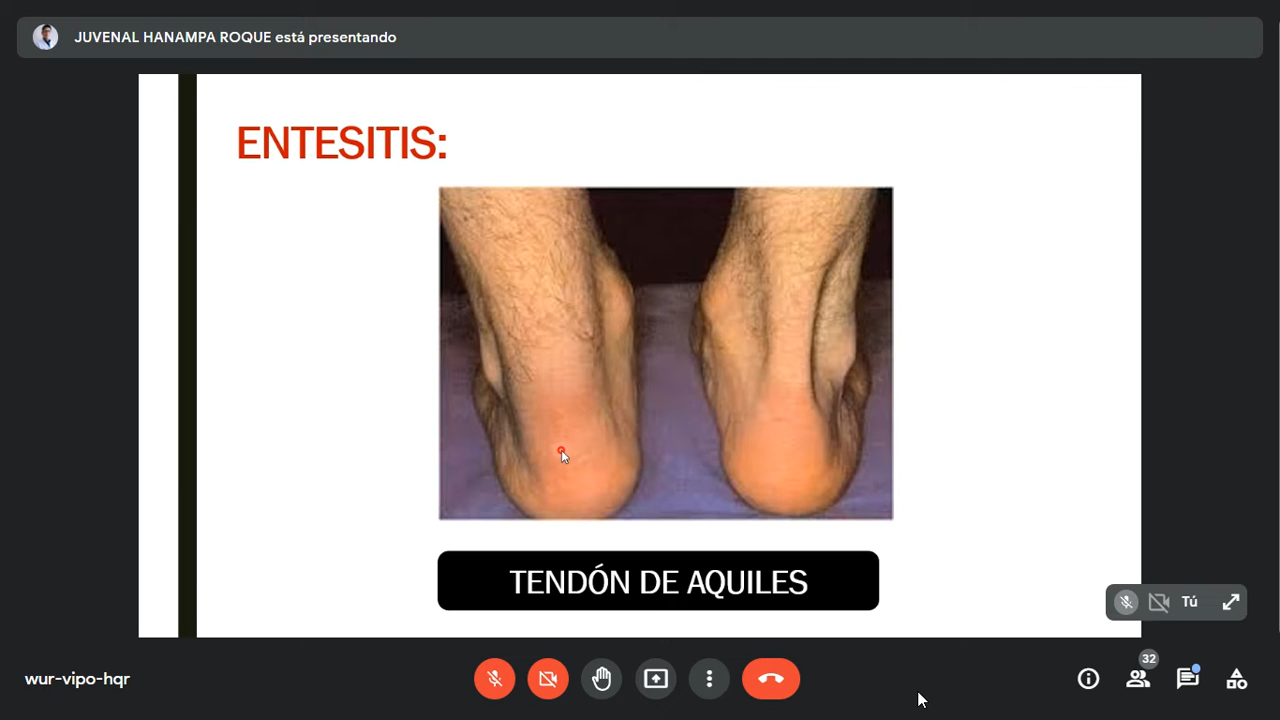 JUVENAL HANAMPA ROQUE está presentando
ENTESITIS:
TENDÓN DE AQUILES
Tú
32
wur-vipo-hqr